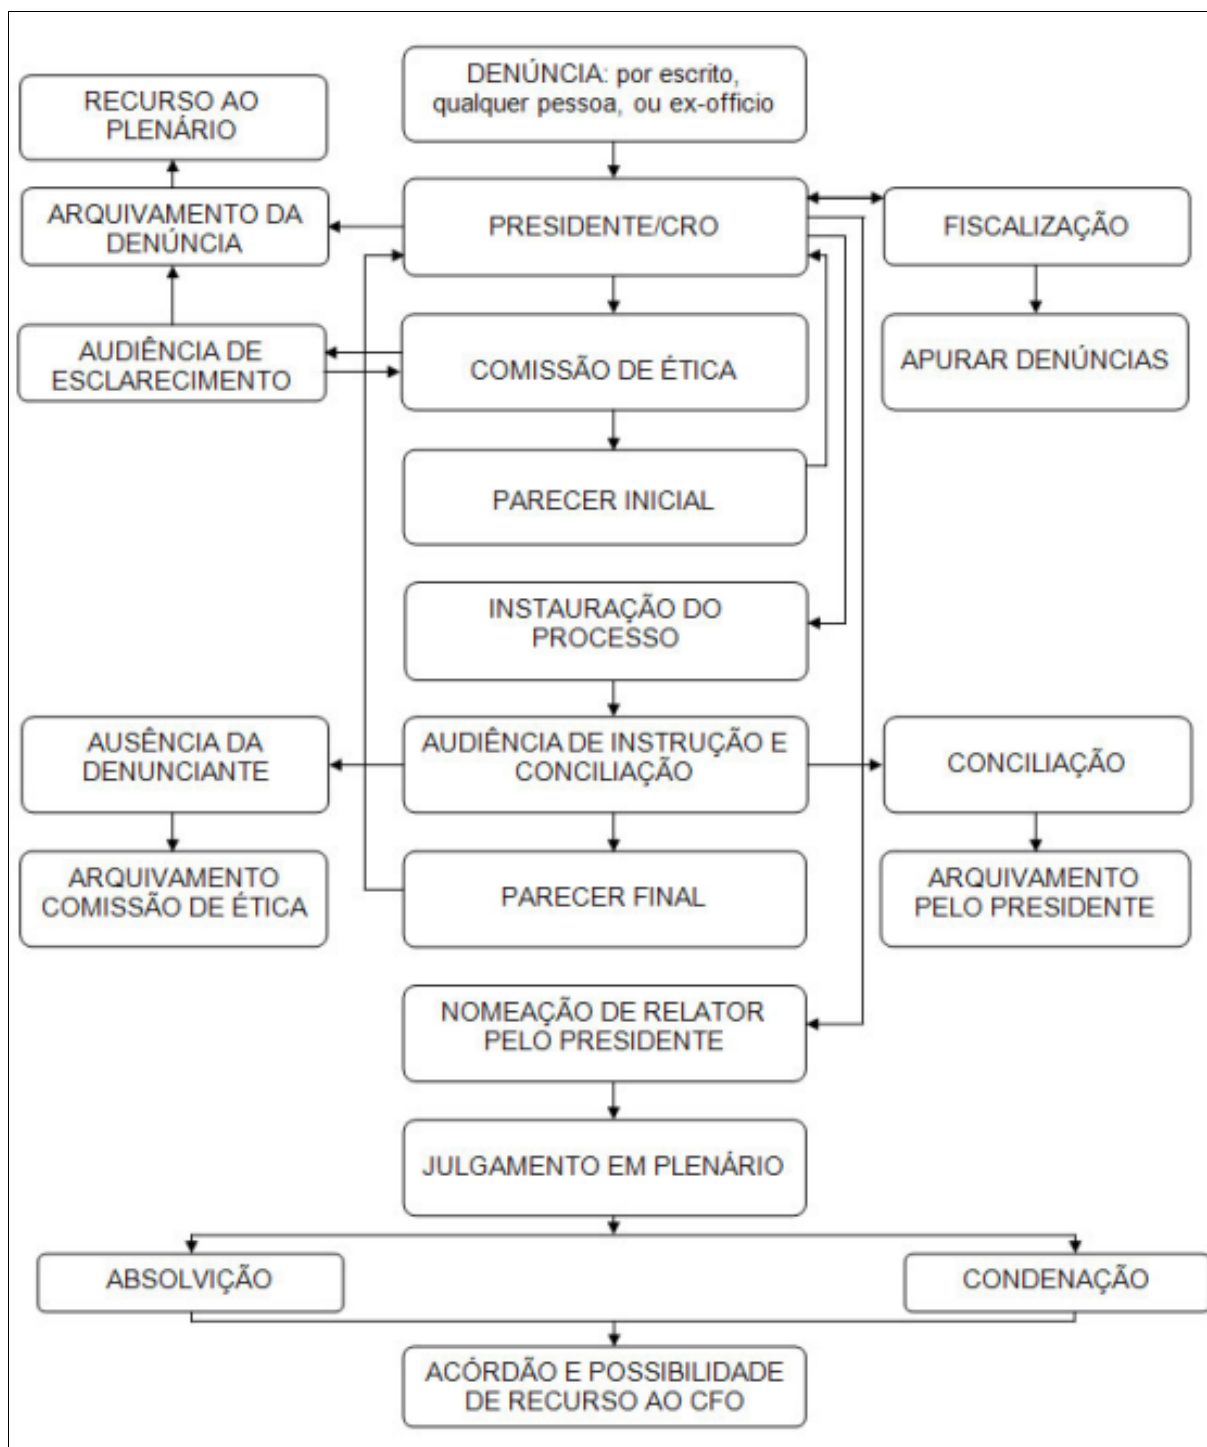 DENÚNCIA: por escrito,
qualquer pessoa, ou ex-officio
RECURSO AO
PLENÁRIO
ARQUIVAMENTO DA
DENÚNCIA
PRESIDENTE/CRO
FISCALIZAÇÃO
AUDIÊNCIA DE
ESCLARECIMENTO
COMISSÃO DE ÉTICA
APURAR DENÚNCIAS
PARECER INICIAL
INSTAURAÇÃO DO
PROCESSO
AUSÊNCIA DA
DENUNCIANTE
AUDIÊNCIA DE INSTRUÇÃO E
CONCILIAÇÃO
CONCILIAÇÃO
ARQUIVAMENTO
COMISSÃO DE ÉTICA
PARECER FINAL
ARQUIVAMENTO
PELO PRESIDENTE
NOMEAÇÃO DE RELATOR
PELO PRESIDENTE
JULGAMENTO EM PLENÁRIO
ABSOLVIÇÃO
CONDENAÇÃO
ACÓRDÃO E POSSIBILIDADE
DE RECURSO AO CFO